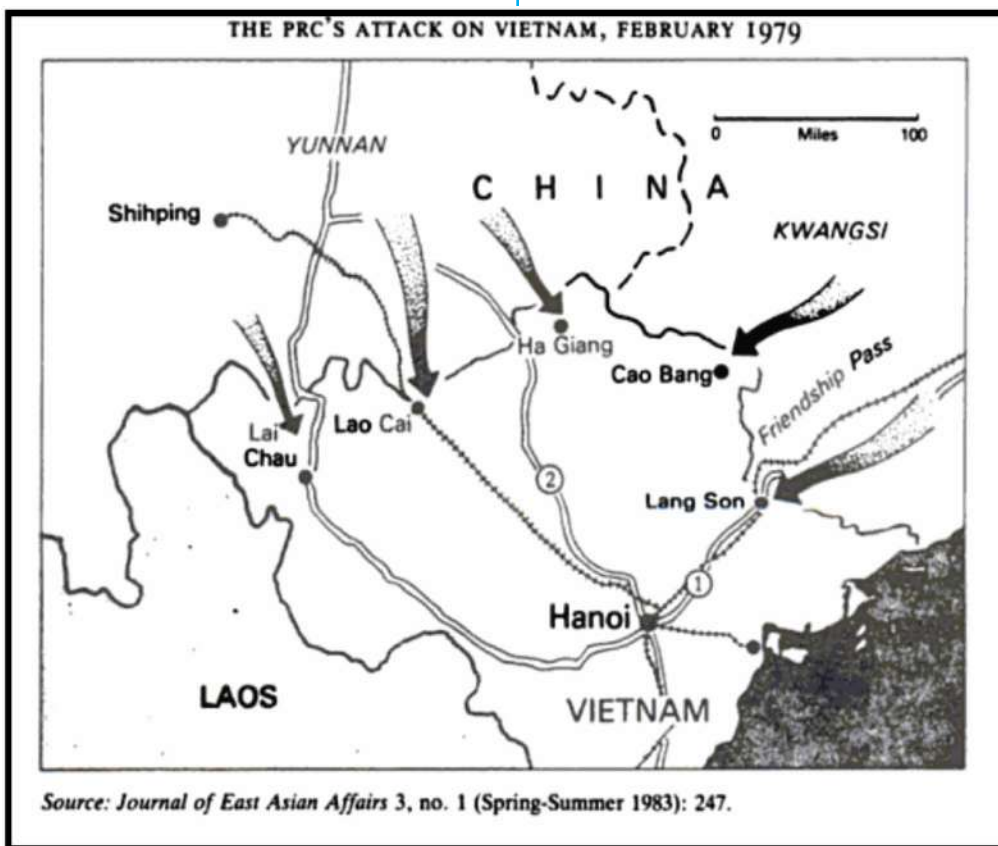 THE PRC'S ATTACK ON VIETNAM, FEBRUARY 1979
0 Miles 100
YUNNAN
C H I N A
Shihping
KWANGSI
Ha Giang
Cao Bang
Friendship Pass
Lao Cai
Lai
Chau
2
Lang Son
1
Hanoi
LAOS
VIETNAM
Source: Journal of East Asian Affairs 3, no. 1 (Spring-Summer 1983): 247.